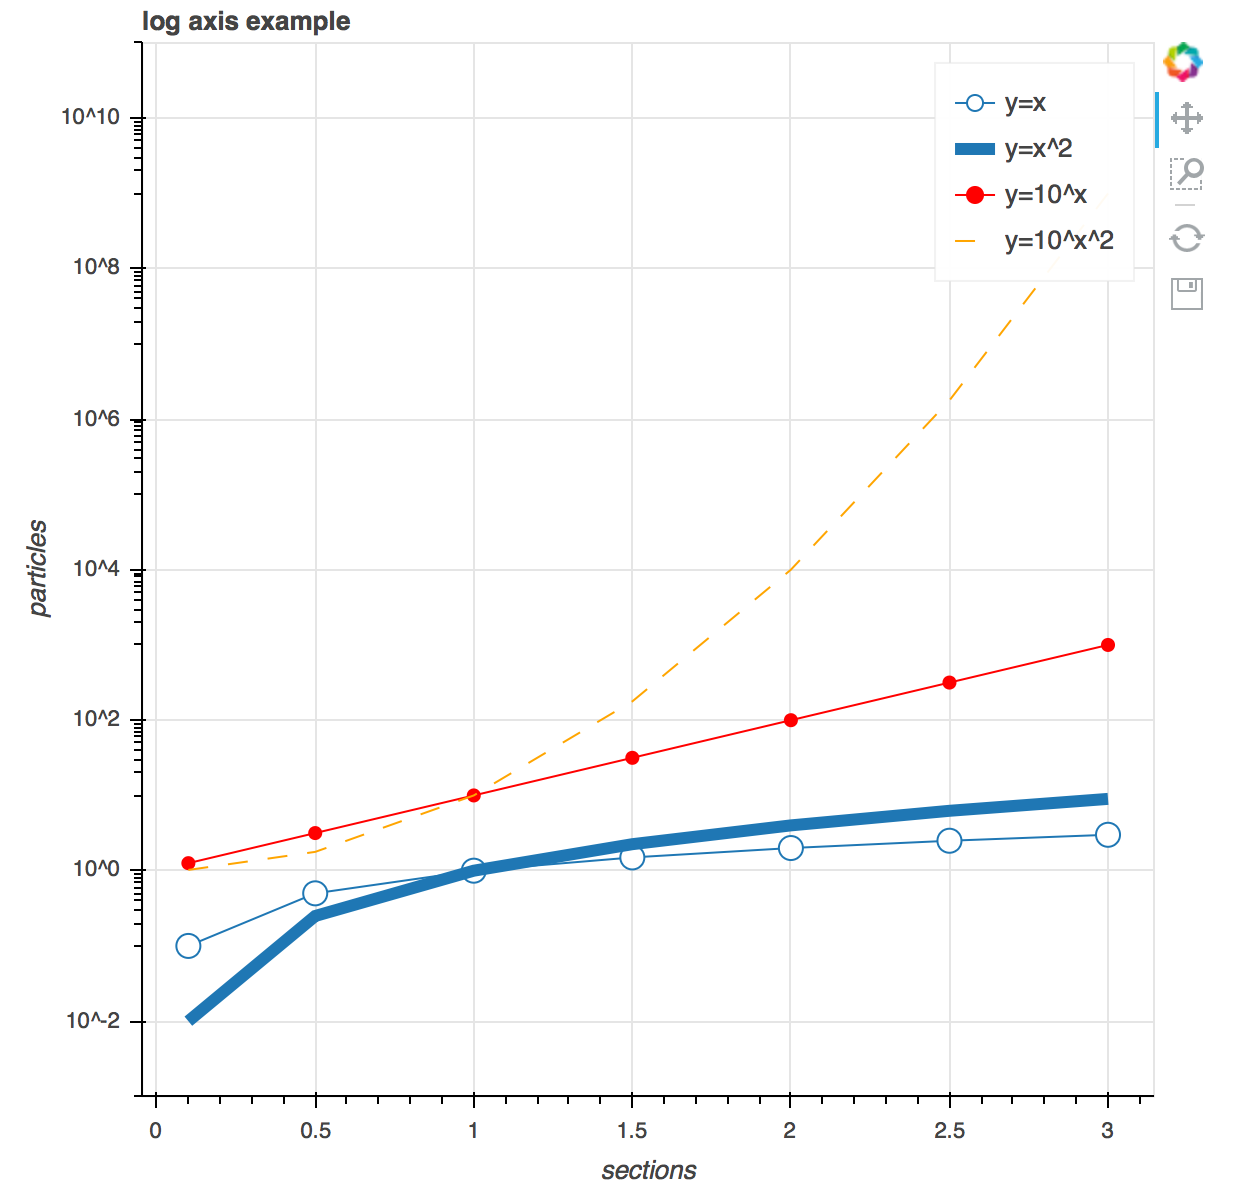 log axis example
y=x
y=x^2
y=10^x
y=10^x^2
10^10
10^8
10^6
10^4
10^2
10^0
10^-2
particles
0 0.5 1 1.5 2 2.5 3
sections